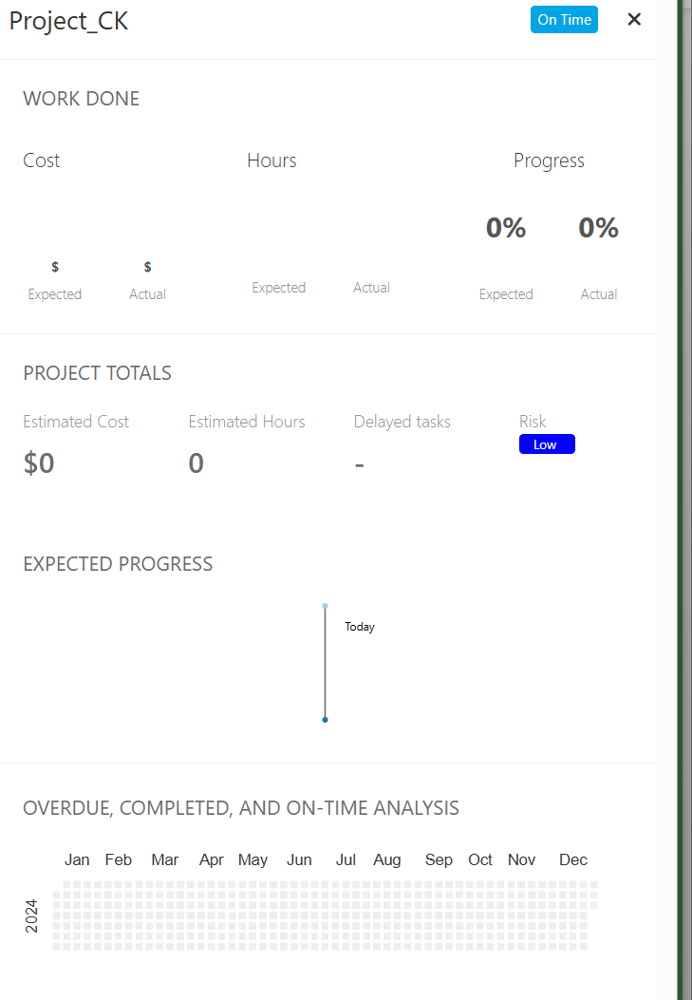 Project_CK On Time ×
WORK DONE
Cost Hours Progress
0% 0%
$ $
Expected Actual Expected Actual Expected Actual
PROJECT TOTALS
Estimated Cost Estimated Hours Delayed tasks Risk
Low
$0 0 -
EXPECTED PROGRESS
Today
OVERDUE, COMPLETED, AND ON-TIME ANALYSIS
Jan Feb Mar Apr May Jun Jul Aug Sep Oct Nov Dec
2024